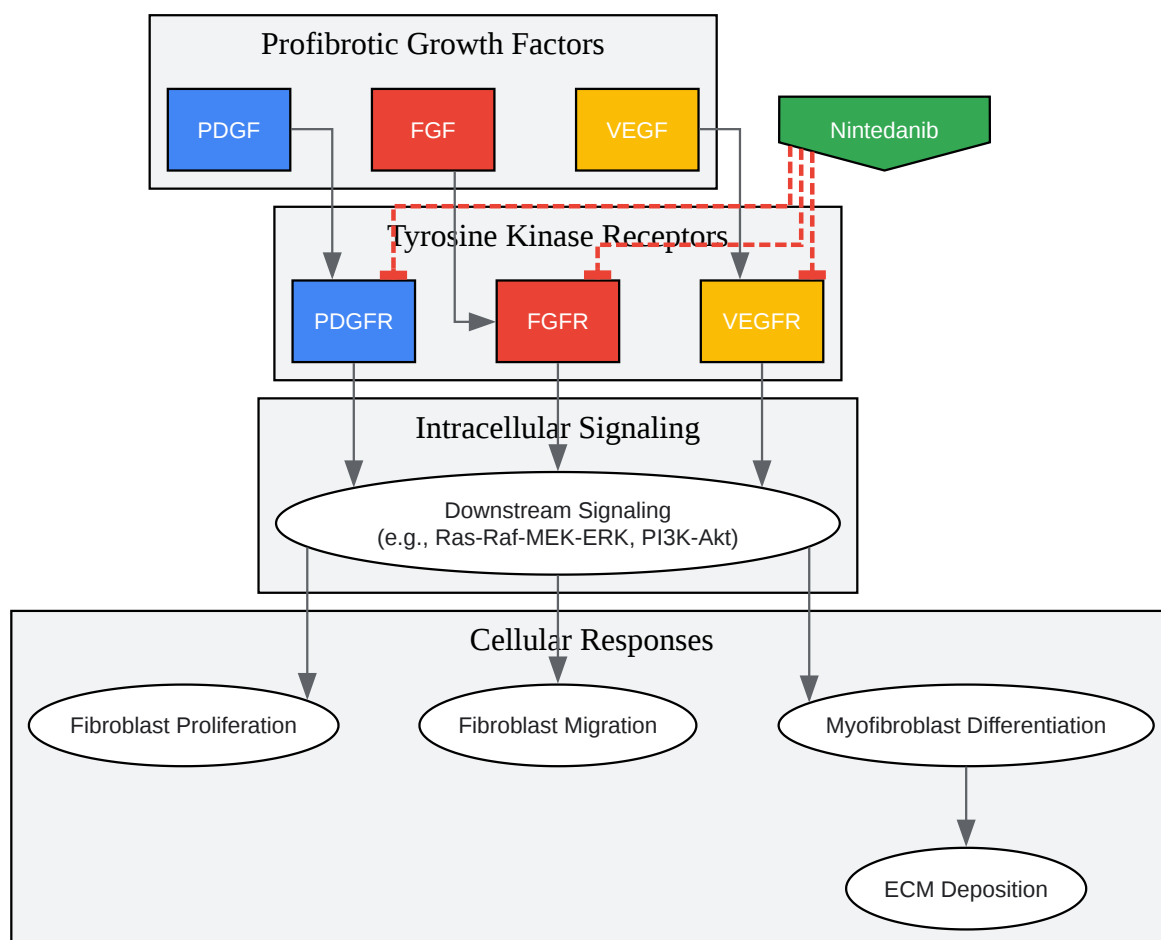 Profibrotic Growth Factors
PDGF
FGF
VEGF
Nintedanib
Tyrosine Kinase Receptors
PDGFR
FGFR
VEGFR
Intracellular Signaling
Downstream Signaling
(e.g., Ras-Raf-MEK-ERK, PI3K-Akt)
Cellular Responses
Fibroblast Proliferation
Fibroblast Migration
Myofibroblast Differentiation
ECM Deposition